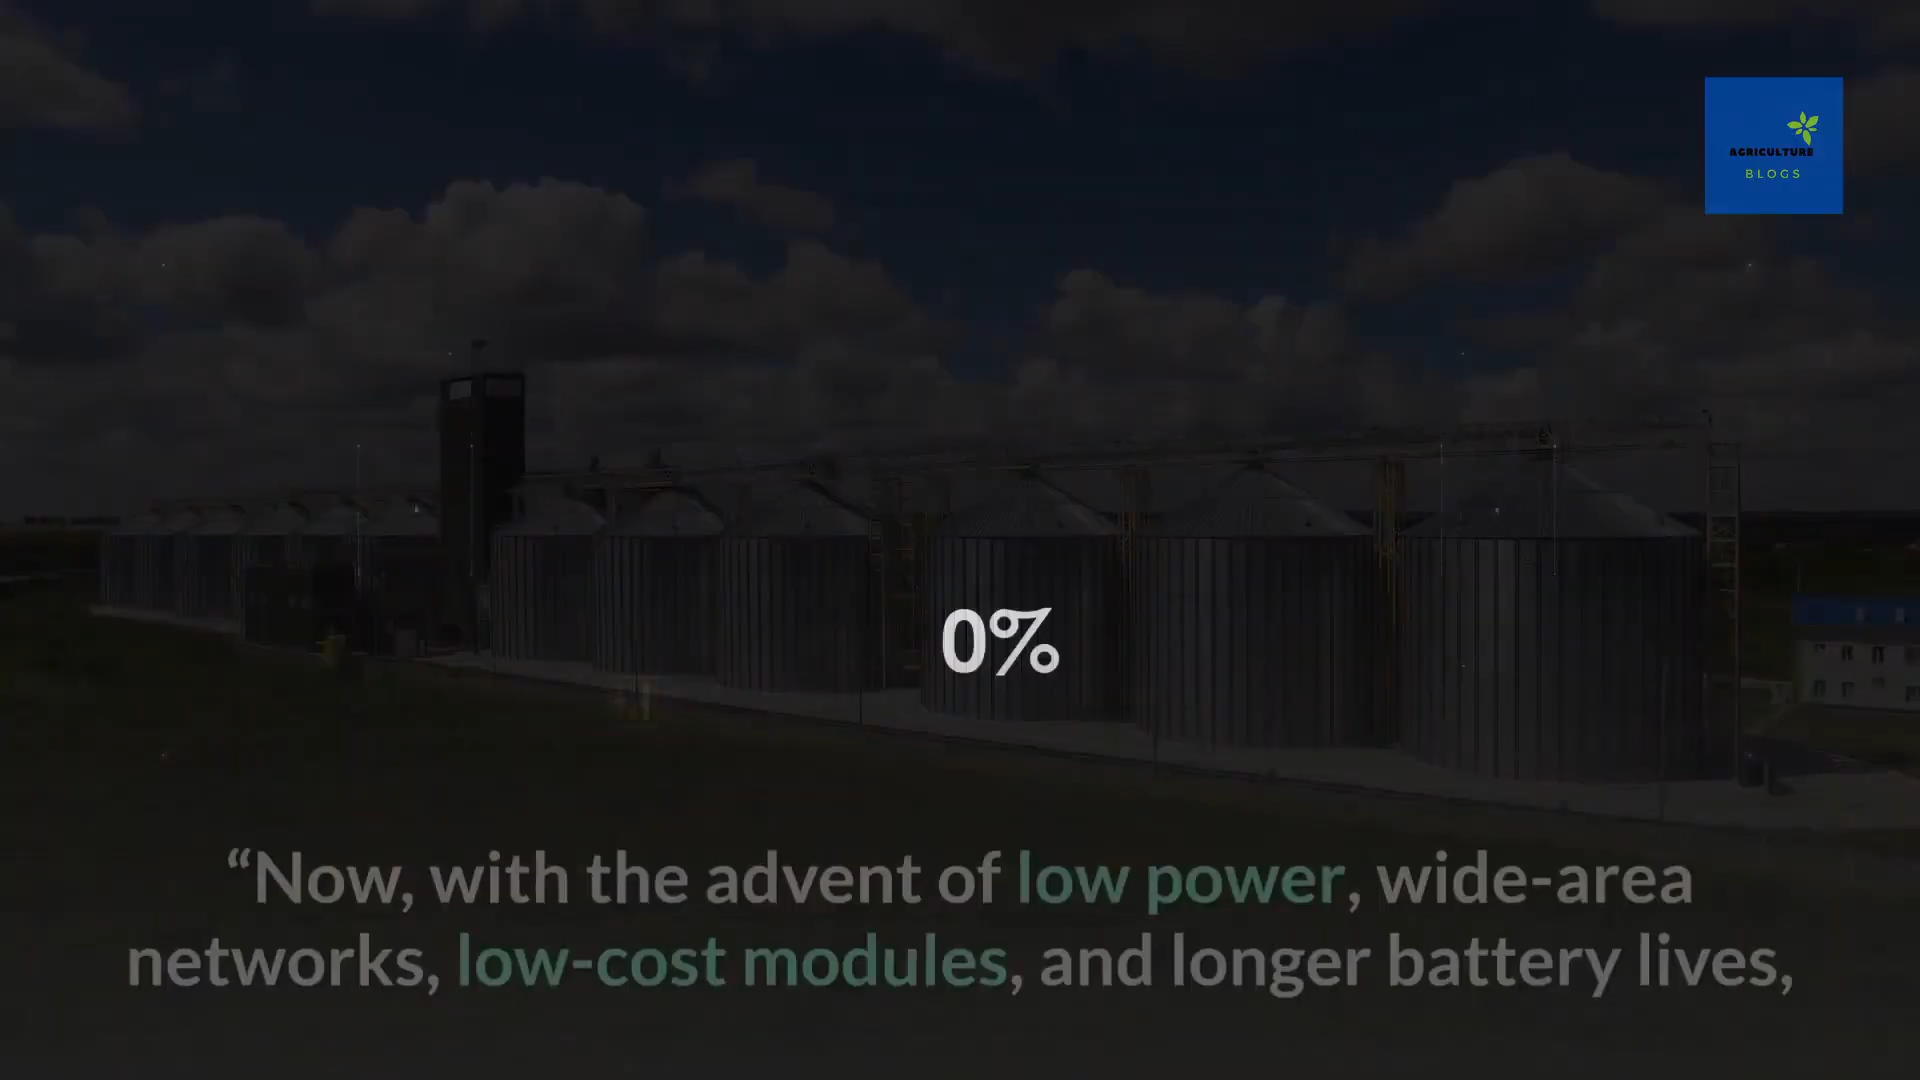 AGRICULTURE
BLOGS
0%
“Now, with the advent of low power, wide-area
networks, low-cost modules, and longer battery lives,